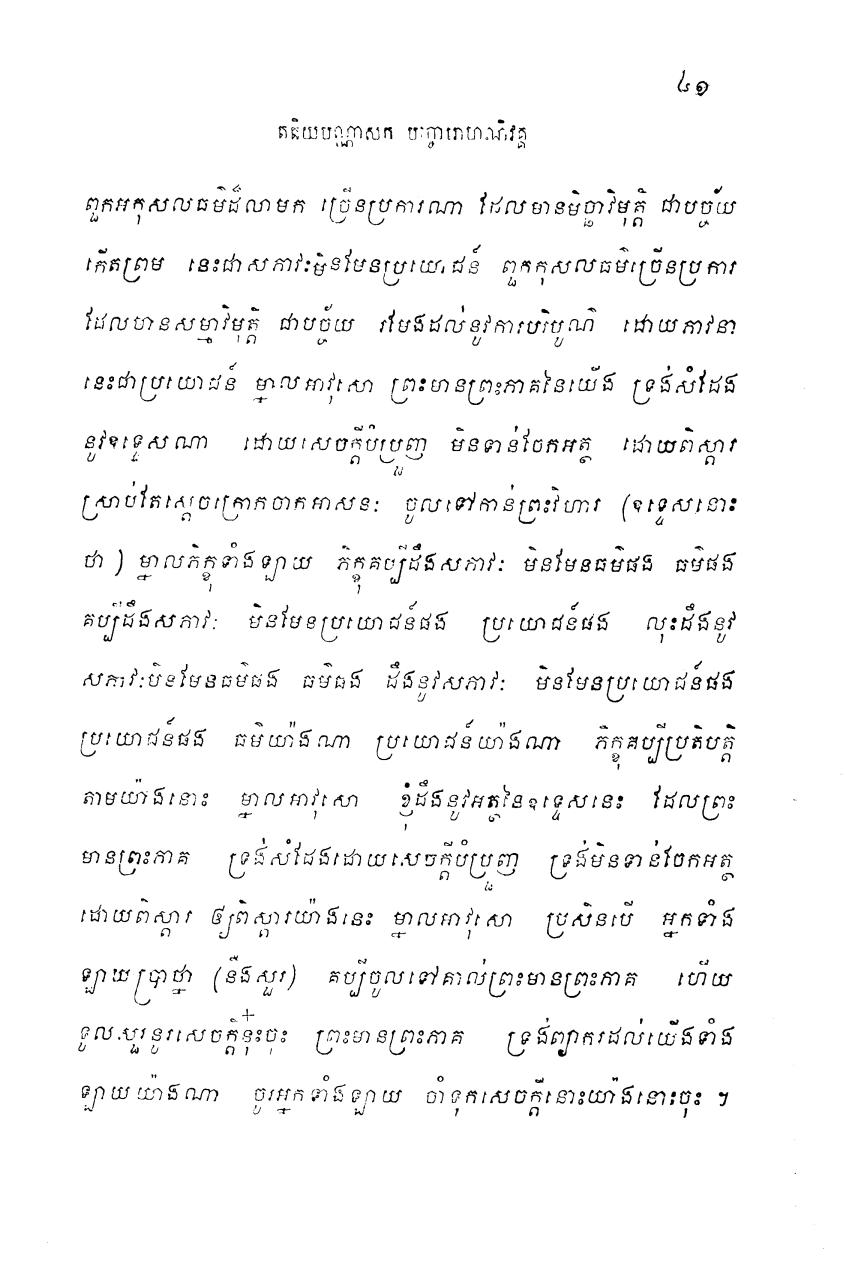 ៤១
តតិយបណ្ណាសក បច្ចោរោហណិវគ្គ
ពួកអកុសលធម៌ដ៏លាមក ច្រើនប្រការណា ដែលមានមិច្ឆាវិមុត្តិ ជាបច្ច័យ
កើតព្រម នេះជាសភាវៈមិនមែនប្រយោជន៍ ពួកកុសលធម៌ច្រើនប្រការ
ដែលមានសម្មាវិមុត្តិ ជាបច្ច័យ រមែងដល់នូវការបរិបូណ៌ ដោយភាវនា
នេះជាប្រយោជន៍ ម្នាលអាវុសោ ព្រះមានព្រះភាគនៃយើង ទ្រង់សំដែង
នូវឧទ្ទេសណា ដោយសេចក្តីបំប្រួញ មិនទាន់ចែកអត្ថ ដោយពិស្តារ
ស្រាប់តែស្តេចក្រោកចាកអាសនៈ ចូលទៅកាន់ព្រះវិហារ (ឧទ្ទេសនោះ
ថា ) ម្នាលភិក្ខុទាំងឡាយ ភិក្ខុគប្បីដឹងសភាវៈ មិនមែនធម៌ផង ធម៌ផង
គប្បីដឹងសភាវៈ មិនមែនប្រយោជន៍ផង ប្រយោជន៍ផង លុះដឹងនូវ
សភាវៈមិនមែនធម៌ផង ធម៌ផង ដឹងនូវសភាវៈ មិនមែនប្រយោជន៍ផង
ប្រយោជន៍ផង ធម៌យ៉ាងណា ប្រយោជន៍យ៉ាងណា ភិក្ខុគប្បីប្រតិបត្តិ
តាមយ៉ាងនោះ ម្នាលអាវុសោ ខ្ញុំដឹងនូវអត្ថនៃឧទ្ទេសនេះ ដែលព្រះ
មានព្រះភាគ ទ្រង់សំដែងដោយសេចក្តីបំប្រួញ ទ្រង់មិនទាន់ចែកអត្ថ
ដោយពិស្តារ ឲ្យពិស្តារយ៉ាងនេះ ម្នាលអាវុសោ ប្រសិនបើ អ្នកទាំង
ឡាយប្រាថ្នា (នឹងសួរ) គប្បីចូលទៅគាល់ព្រះមានព្រះភាគ ហើយ
ទូល.សួរនូវសេចក្តីនុ៎ះចុះ ព្រះមានព្រះភាគ ទ្រង់ព្យាករដល់យើងទាំង
ឡាយយ៉ាងណា ចូរអ្នកទាំងឡាយ ចាំទុកសេចក្តីនោះយ៉ាងនោះចុះ ។